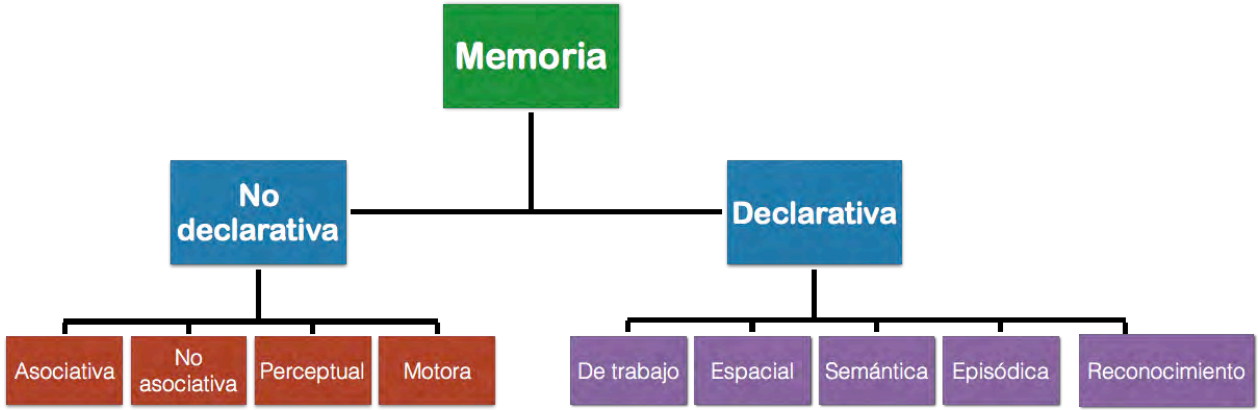 Memoria
No
declarativa
Declarativa
Asociativa
No
asociativa
Perceptual
Motora
De trabajo
Espacial
Semántica
Episódica
Reconocimiento